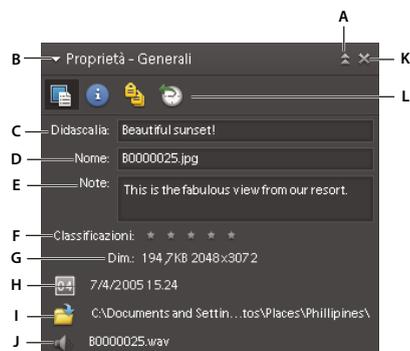 A
B Proprietà - Generali K
L
C Didascalia: Beautiful sunset!
D Nome: B0000025.jpg
E Note: This is the fabulous view from our resort.
F Classificazioni:
G Dim.: 194,7KB 2048x3072
H 04 7/4/2005 15.24
I C:\Documents and Settin...tos\Places\Phillipines\
J B0000025.wav